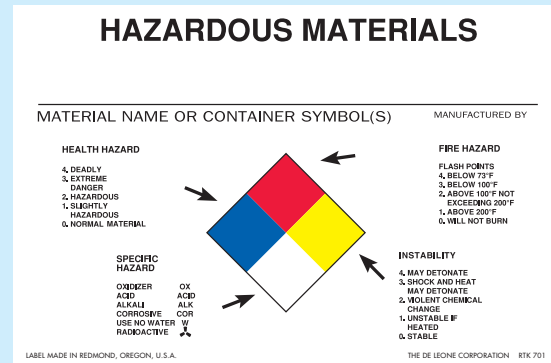 HAZARDOUS MATERIALS
MATERIAL NAME OR CONTAINER SYMBOL(S)
MANUFACTURED BY
HEALTH HAZARD
4. DEADLY
3. EXTREME
DANGER
2. HAZARDOUS
1. SLIGHTLY
HAZARDOUS
0. NORMAL MATERIAL
FIRE HAZARD
FLASH POINTS
4. BELOW 73°F
3. BELOW 100°F
2. ABOVE 100°F NOT
EXCEEDING 200°F
1. ABOVE 200°F
0. WILL NOT BURN
SPECIFIC
HAZARD
OXIDIZER OX
ACID ACID
ALKALI ALK
CORROSIVE COR
USE NO WATER W
RADIOACTIVE
INSTABILITY
4. MAY DETONATE
3. SHOCK AND HEAT
MAY DETONATE
2. VIOLENT CHEMICAL
CHANGE
1. UNSTABLE IF
HEATED
0. STABLE
LABEL MADE IN REDMOND, OREGON, U.S.A.
THE DE LEONE CORPORATION RTK 701